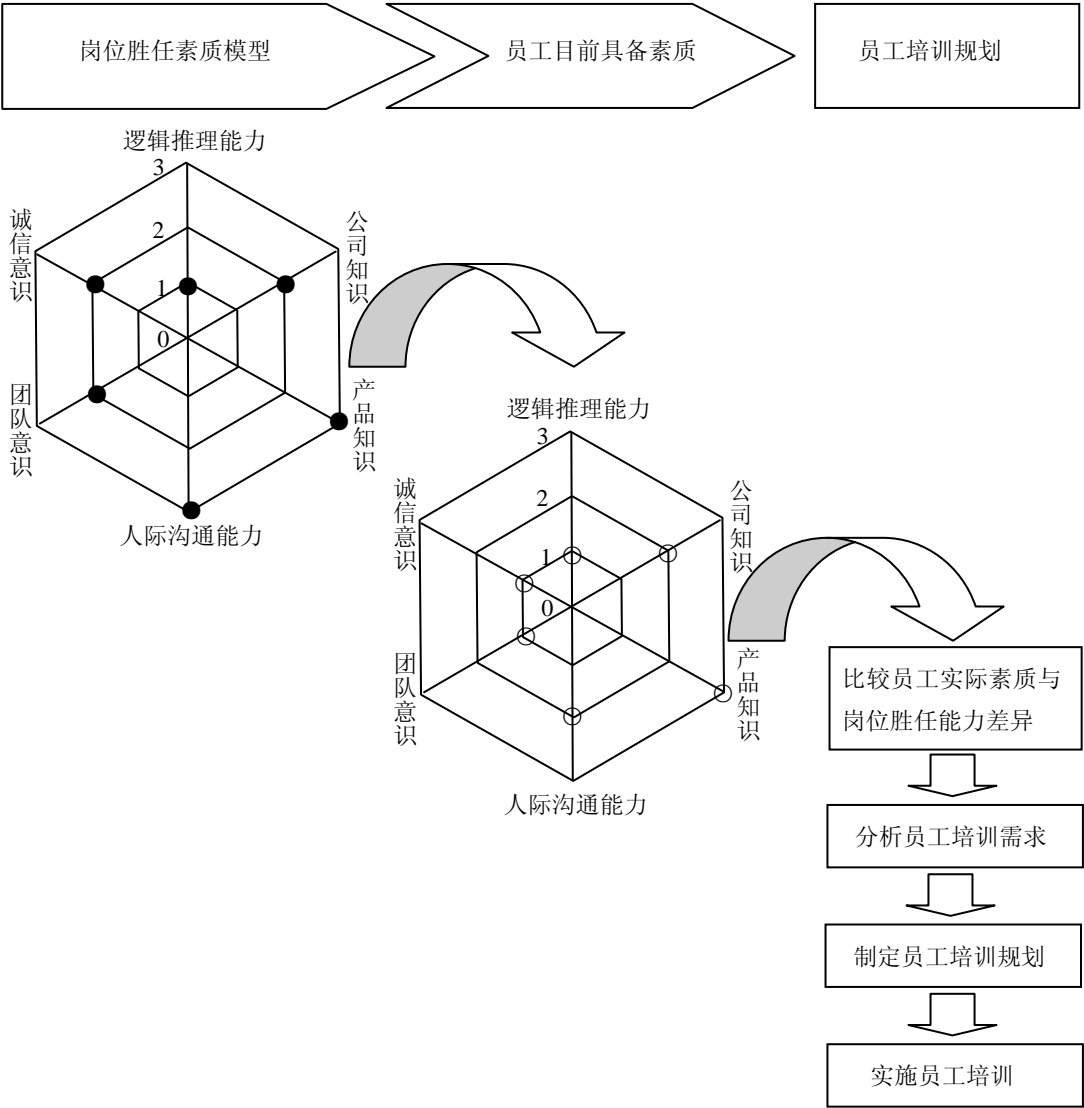 岗位胜任素质模型
员工目前具备素质
员工培训规划
逻辑推理能力
3
2
1
0
诚信意识
公司知识
团队意识
产品知识
人际沟通能力
逻辑推理能力
3
2
1
0
诚信意识
公司知识
团队意识
产品知识
人际沟通能力
比较员工实际素质与
岗位胜任能力差异
分析员工培训需求
制定员工培训规划
实施员工培训